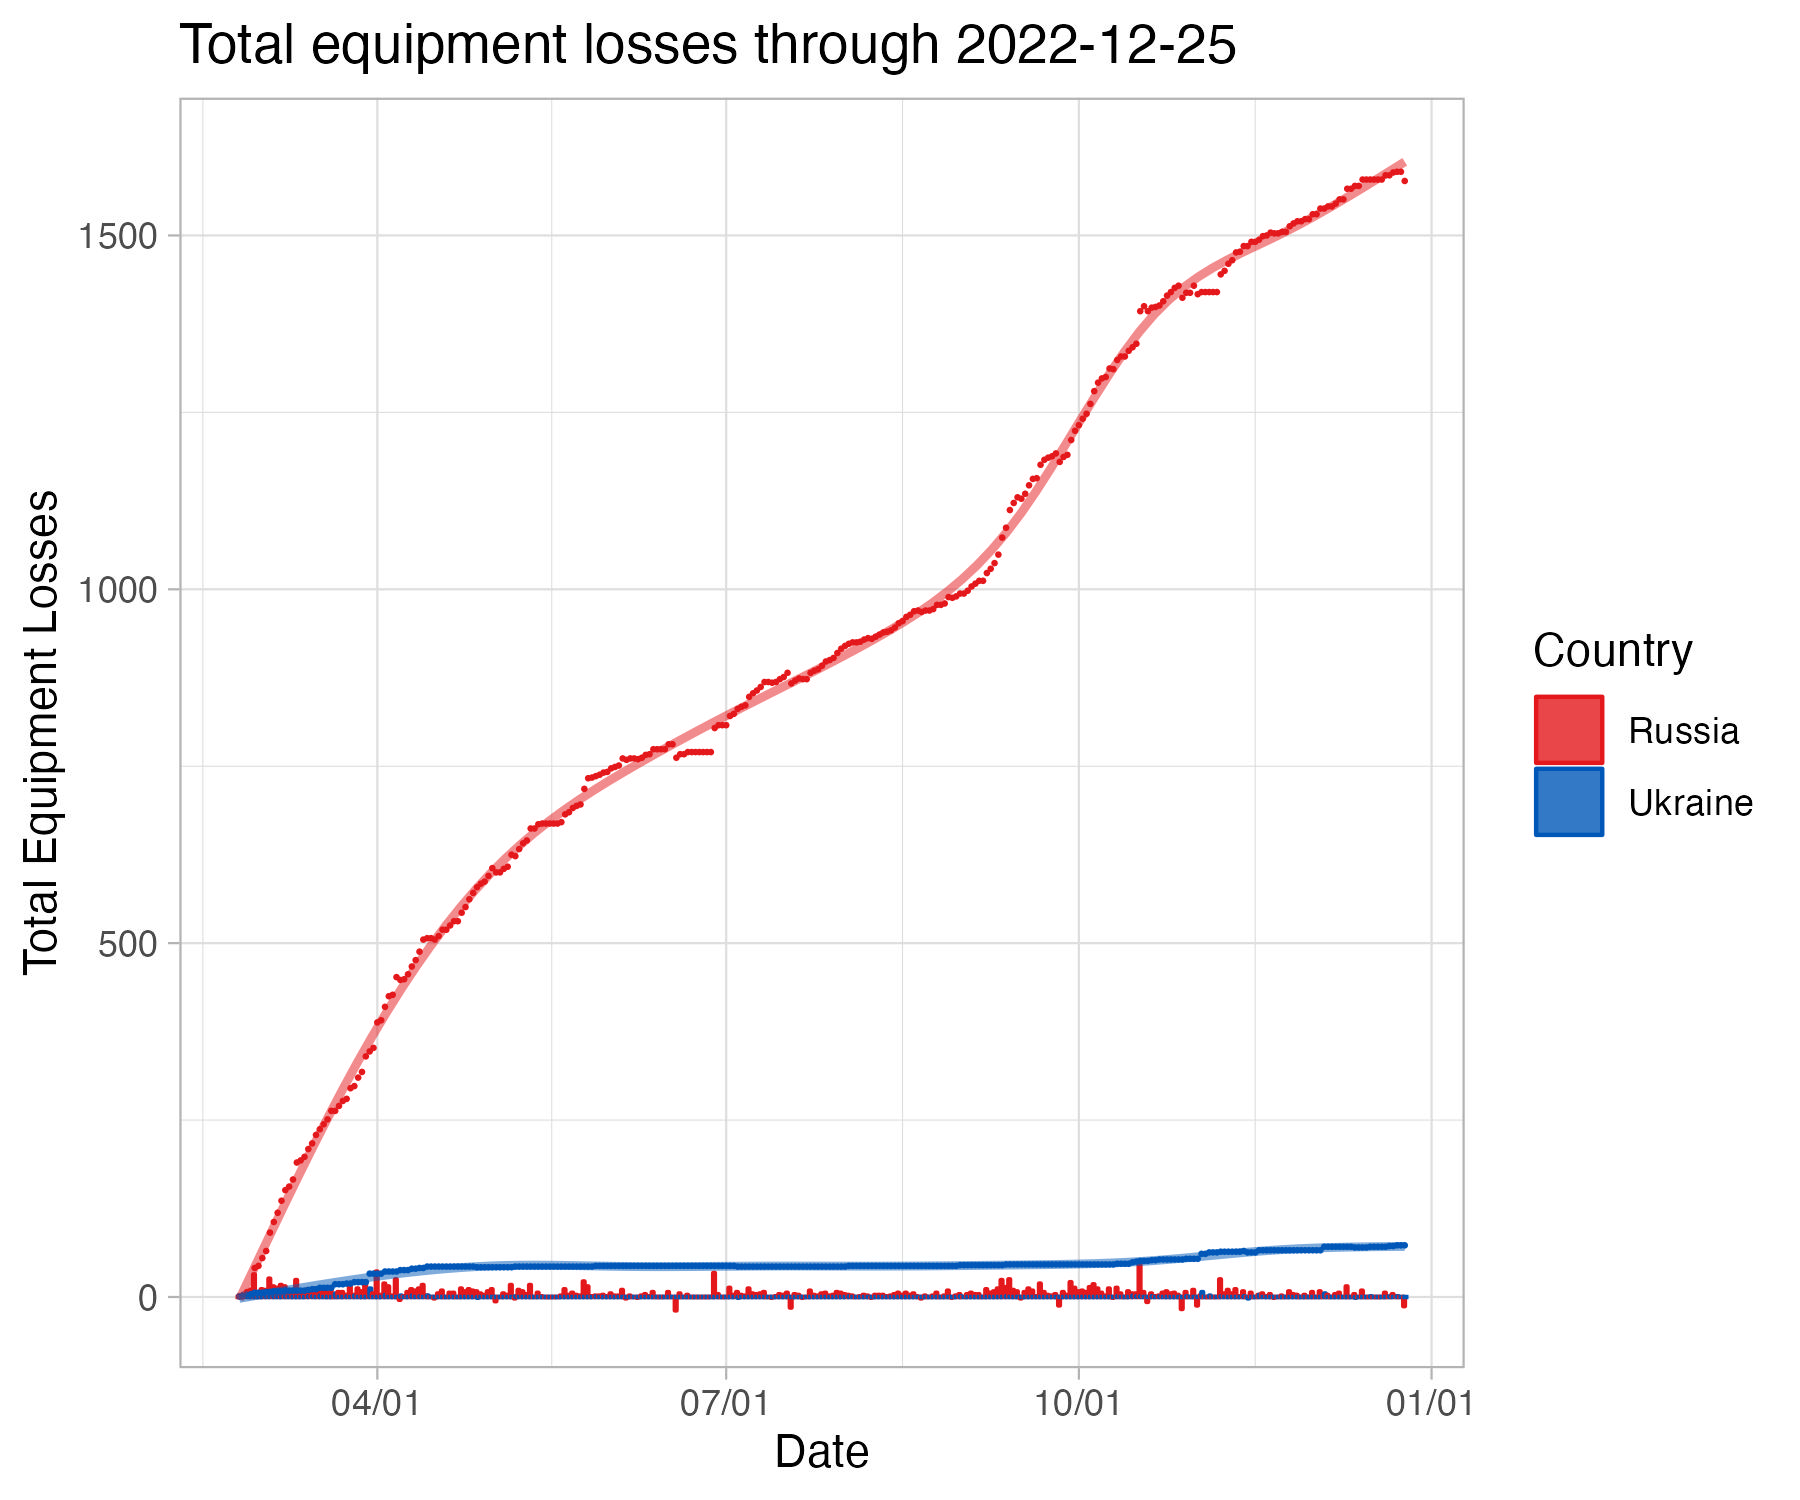 Total equipment losses through 2022-12-25
Total Equipment Losses
1500
1000
500
0
04/01
07/01
10/01
01/01
Date
Country
Russia
Ukraine